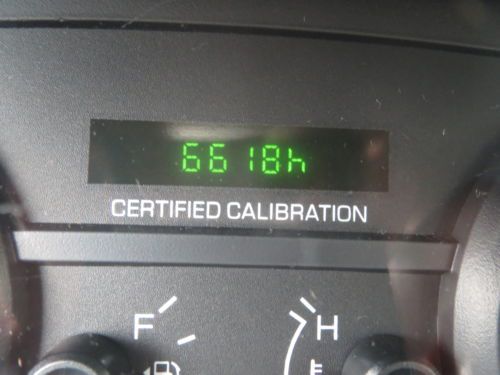 6618h
CERTIFIED CALIBRATION
F H